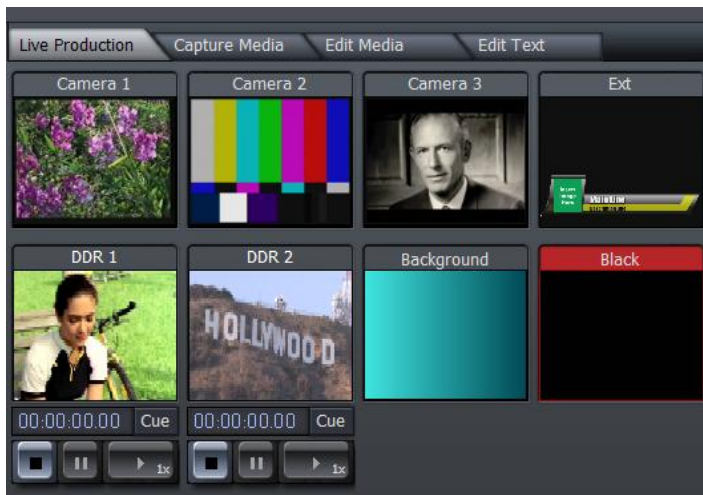 Live Production Capture Media Edit Media Edit Text
Camera 1 Camera 2 Camera 3 Ext
DDR 1 DDR 2 Background Black
HOLLYWOOD
00:00:00.00 Cue 00:00:00.00 Cue
1x 1x